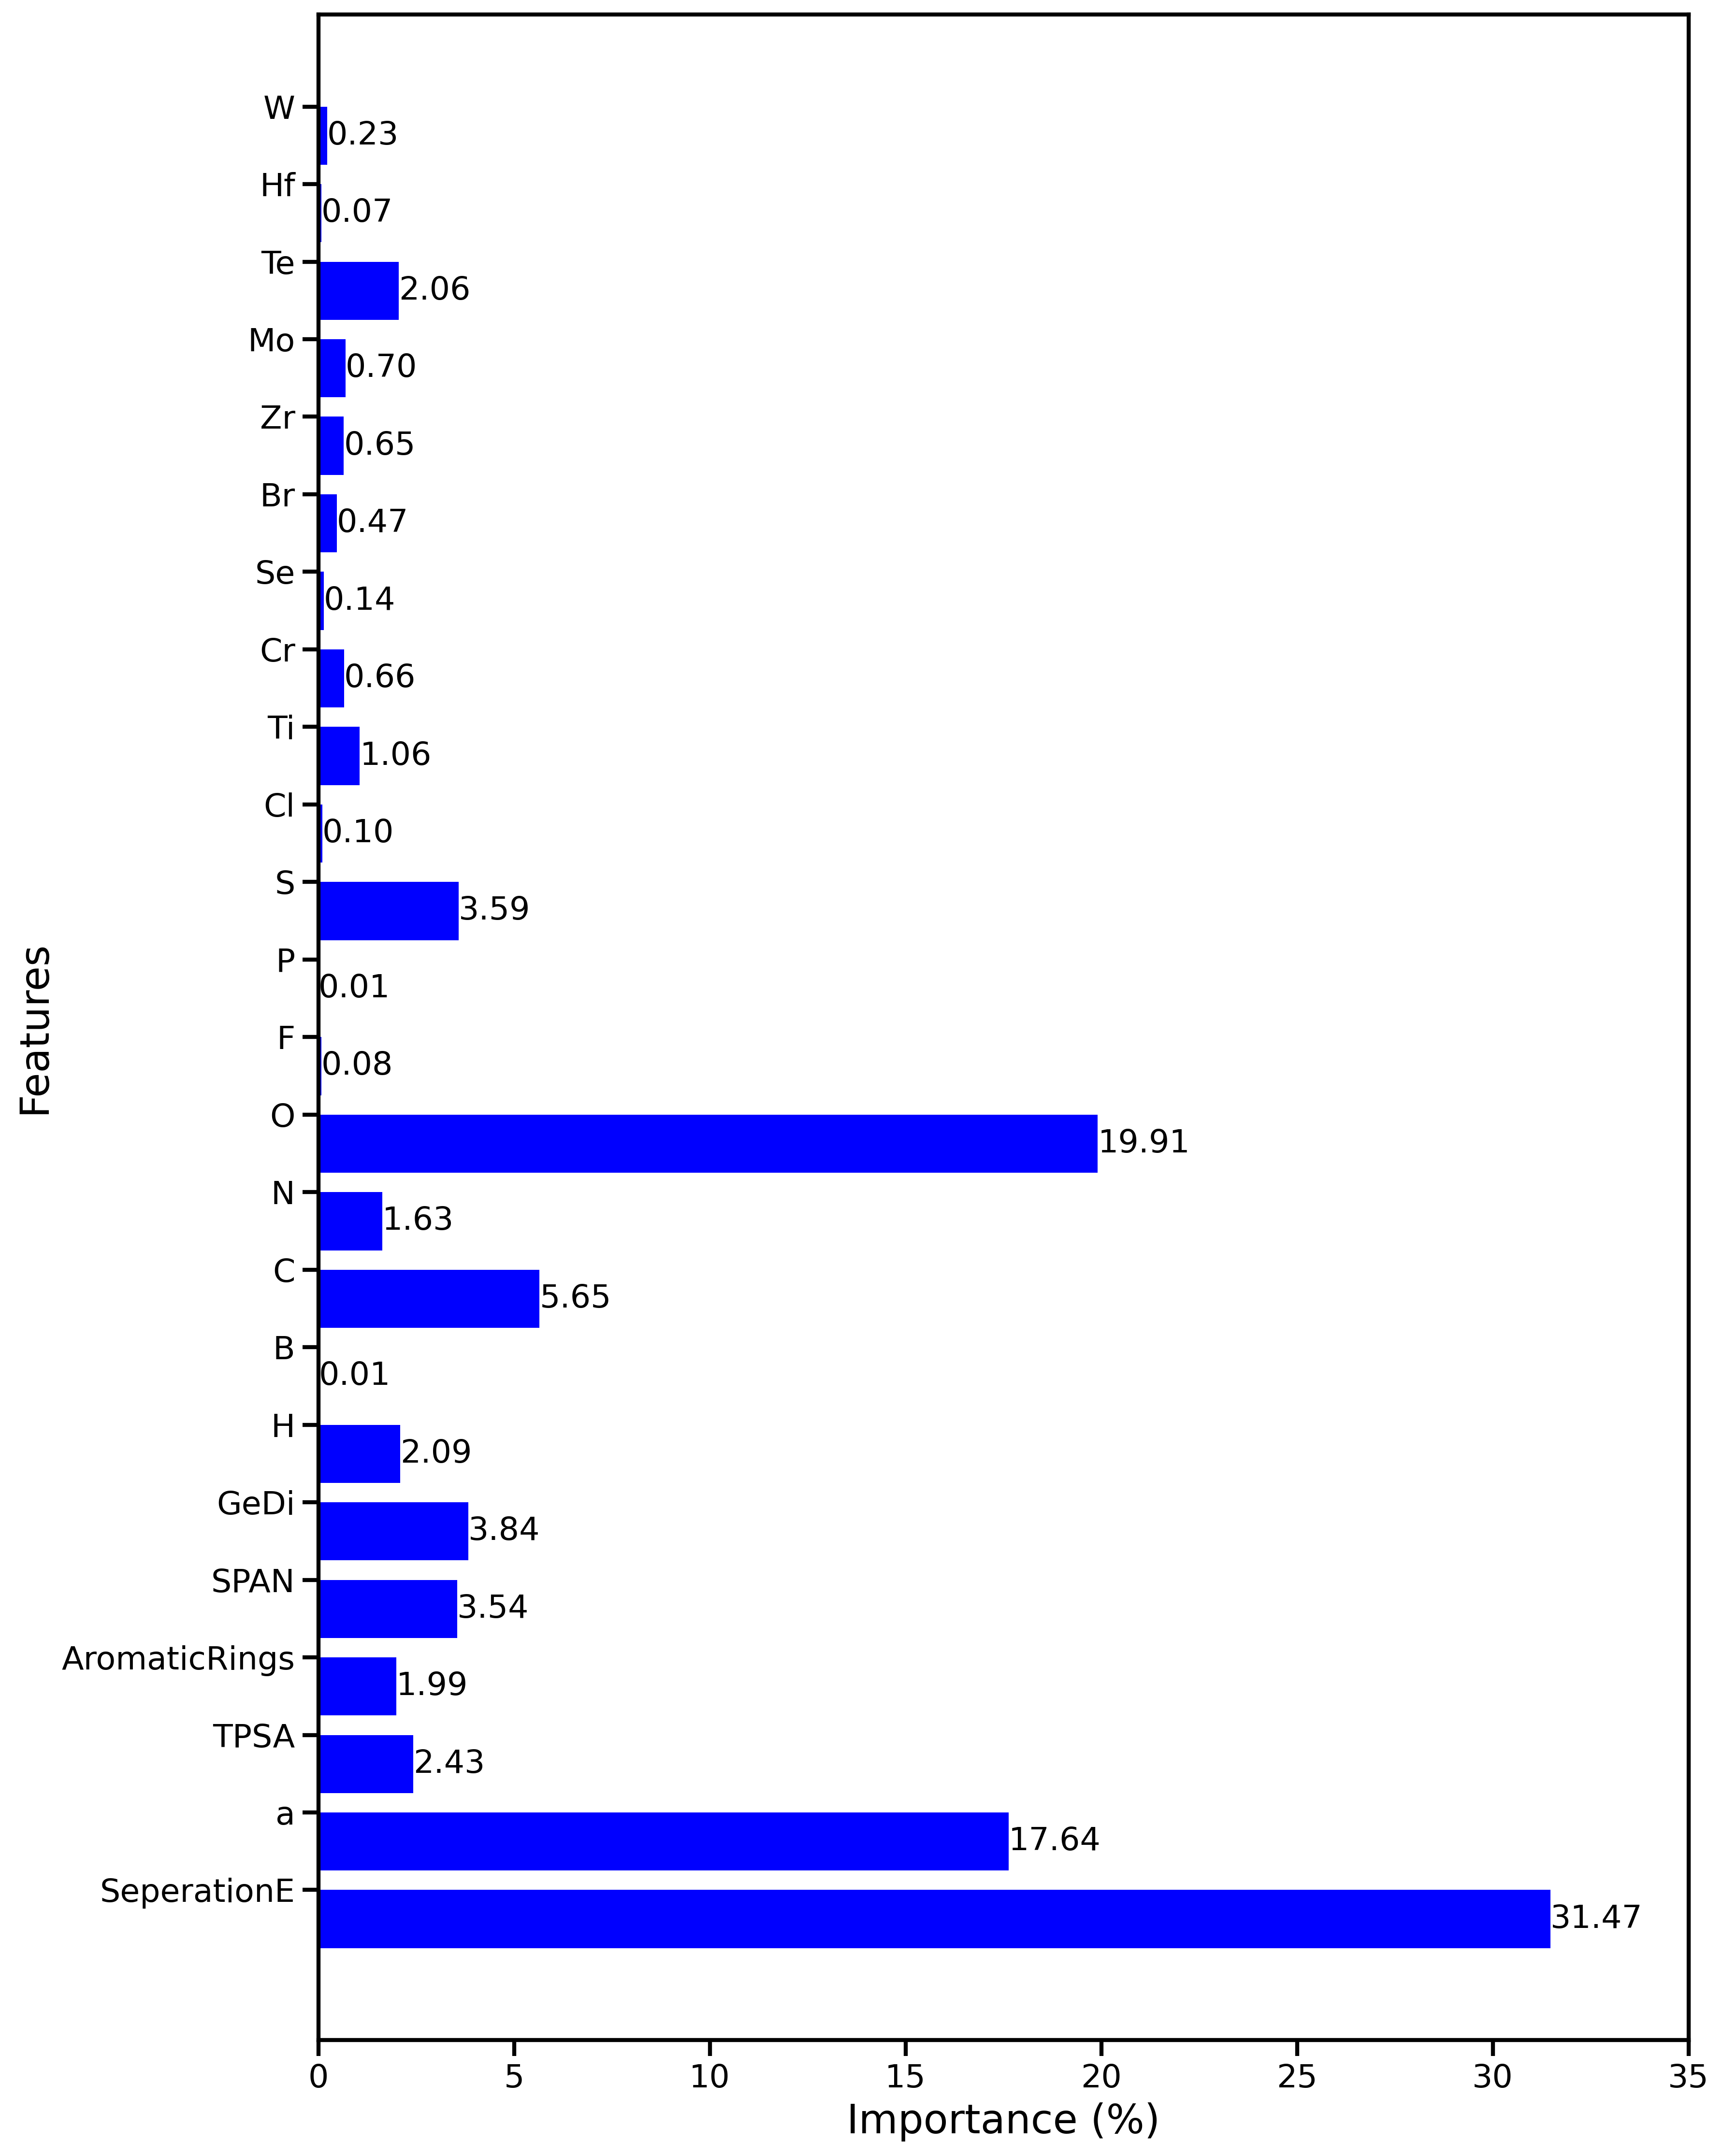 W
0.23
Hf
0.07
Te
2.06
Mo
0.70
Zr
0.65
Br
0.47
Se
0.14
Cr
0.66
Ti
1.06
Cl
0.10
S
3.59
P
0.01
F
0.08
O
19.91
N
1.63
C
5.65
B
0.01
H
2.09
GeDi
3.84
SPAN
3.54
AromaticRings
1.99
TPSA
2.43
a
17.64
SeperationE
31.47
Features
0 5 10 15 20 25 30 35
Importance (%)